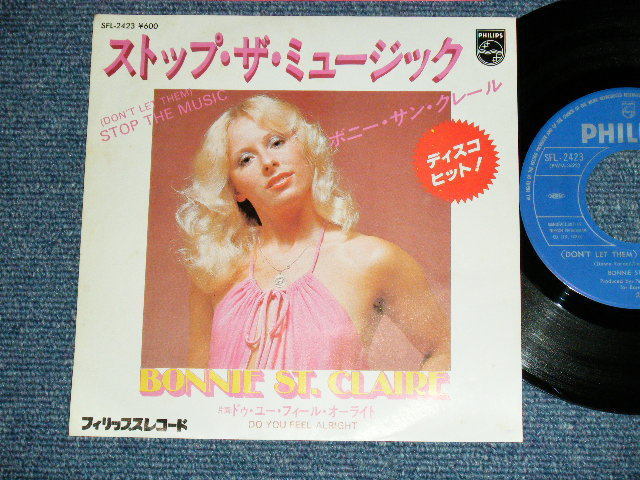 SFL-2423 ¥600
PHILIPS
ストップ・ザ・ミュージック
(DON'T LET THEM)
STOP THE MUSIC
ボニー・サン・クレール
ディスコ
ヒット!
BONNIE ST. CLAIRE
ドゥ・ユー・フィール・オーライト
DO YOU FEEL ALRIGHT
フィリップスレコード
PHILI
SFL-2423
(DON'T LET THEM)
BONNIE S